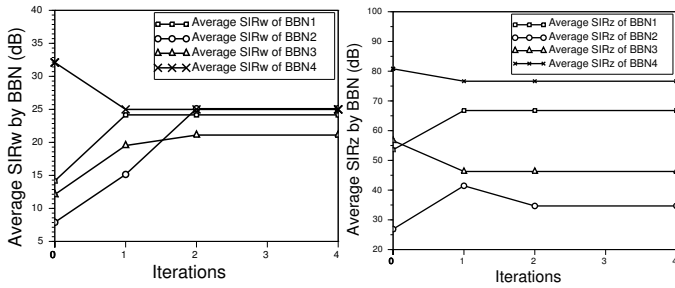 Average SIRw by BBN (dB)
40
35
30
25
20
15
10
5
0
1
2
3
4
Iterations
Average SIRw of BBN1
Average SIRw of BBN2
Average SIRw of BBN3
Average SIRw of BBN4
Average SIRz by BBN (dB)
100
90
80
70
60
50
40
30
20
0
1
2
3
4
Iterations
Average SIRz of BBN1
Average SIRz of BBN2
Average SIRz of BBN3
Average SIRz of BBN4